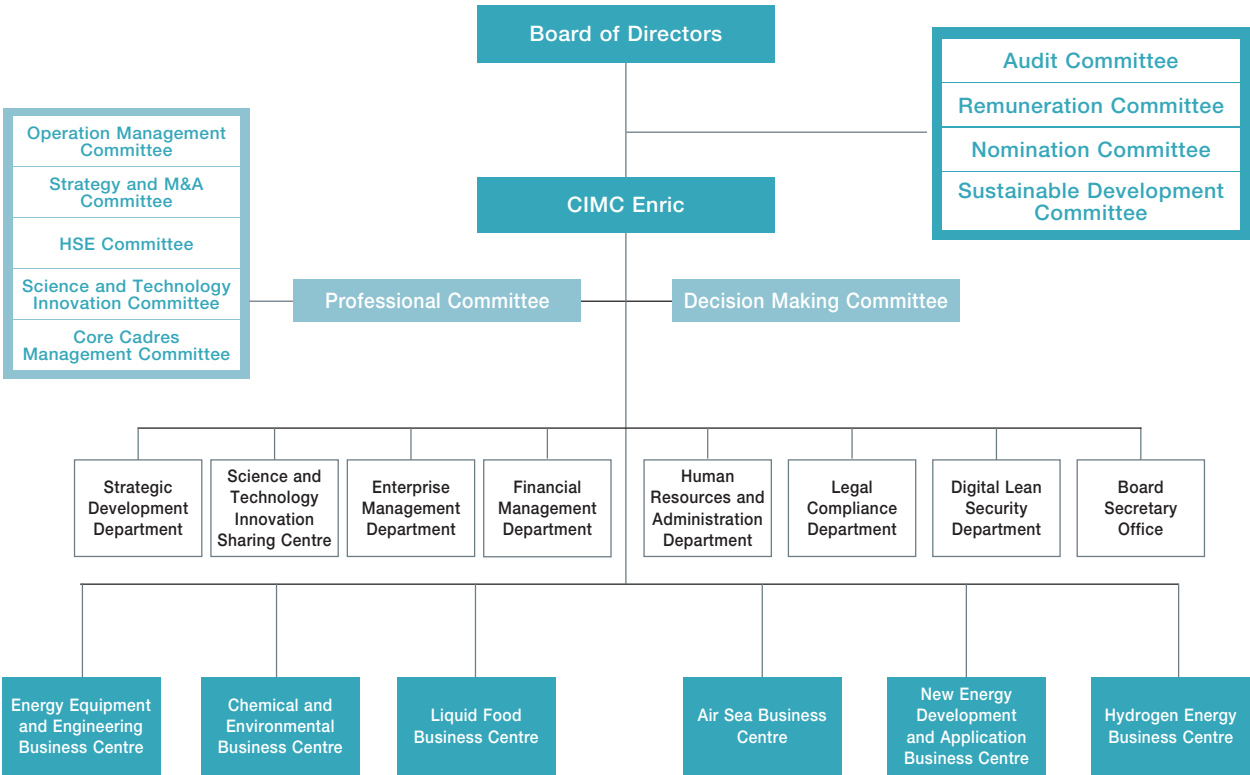 Board of Directors
Audit Committee
Remuneration Committee
Nomination Committee
Sustainable Development
Committee
Operation Management
Committee
Strategy and M&A
Committee
HSE Committee
Science and Technology
Innovation Committee
Core Cadres
Management Committee
CIMC Enric
Professional Committee
Decision Making Committee
Strategic
Development
Department
Science and
Technology
Innovation
Sharing Centre
Enterprise
Management
Department
Financial
Management
Department
Human
Resources and
Administration
Department
Legal
Compliance
Department
Digital Lean
Security
Department
Board
Secretary
Office
Energy Equipment
and Engineering
Business Centre
Chemical and
Environmental
Business Centre
Liquid Food
Business Centre
Air Sea Business
Centre
New Energy
Development
and Application
Business Centre
Hydrogen Energy
Business Centre